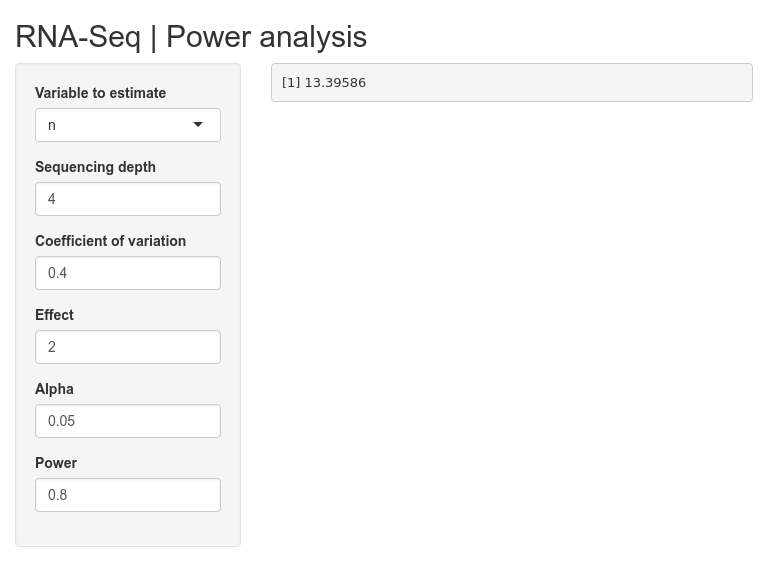 RNA-Seq | Power analysis
Variable to estimate
n
Sequencing depth
4
Coefficient of variation
0.4
Effect
2
Alpha
0.05
Power
0.8
[1] 13.39586